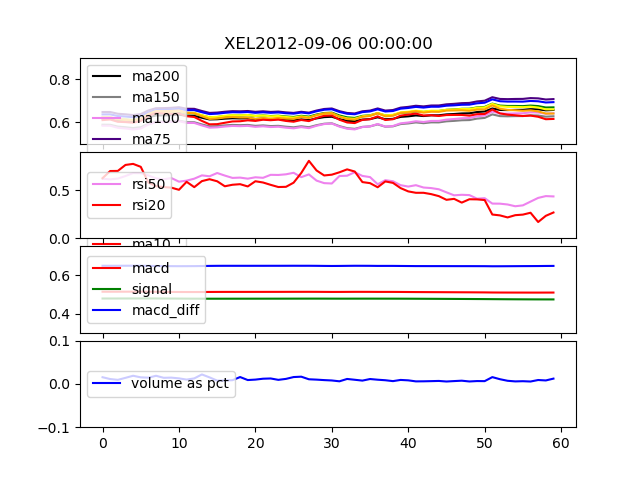 XEL2012-09-06 00:00:00
0.8
0.6
ma200
ma150
ma100
ma75
0.5
0.0
rsi50
rsi20
ma10
0.6
0.4
macd
signal
macd_diff
0.1
0.0
−0.1
volume as pct
0 10 20 30 40 50 60